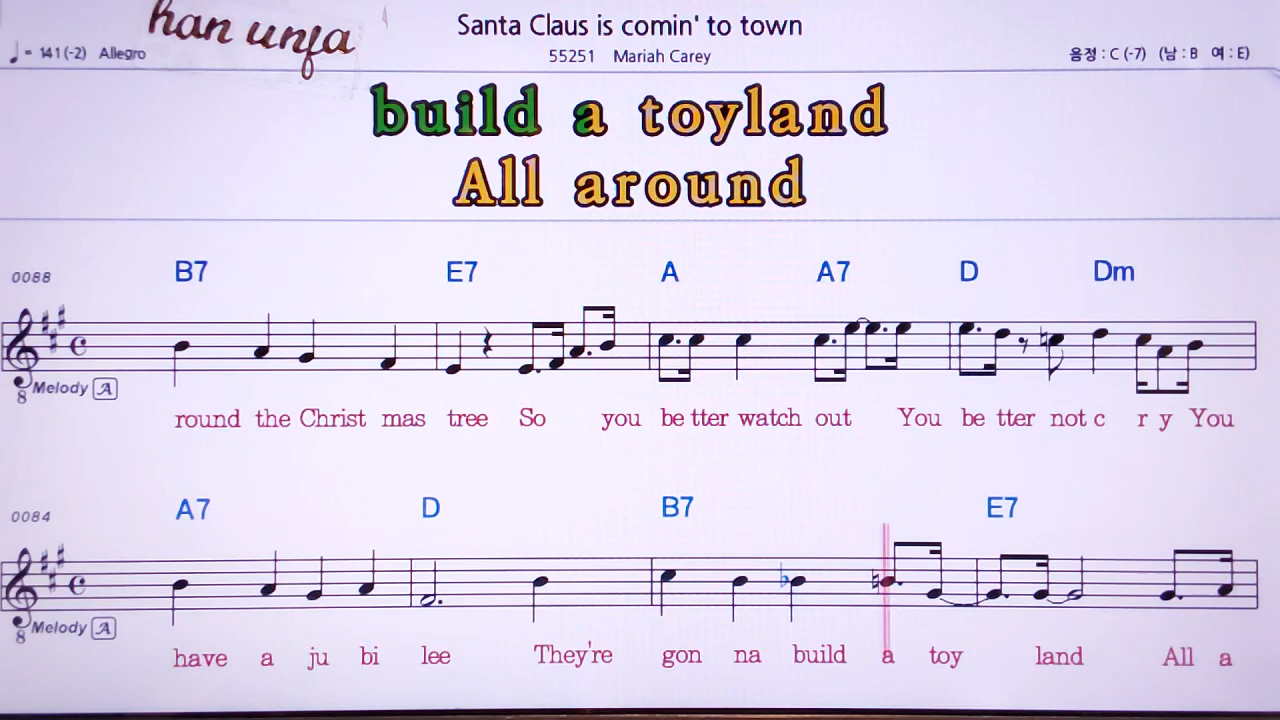 han unja
Santa Claus is comin' to town
♩ = 141 (-2) Allegro
55251 Mariah Carey
음정 : C (-7) (남 : B 여 : E)
build a toyland
All around
0088
B7 E7 A A7 D Dm
8 Melody A
round the Christ mas tree So you be tter watch out You be tter not c r y You
0084
A7 D B7 E7
8 Melody A
have a ju bi lee They're gon na build a toy land All a